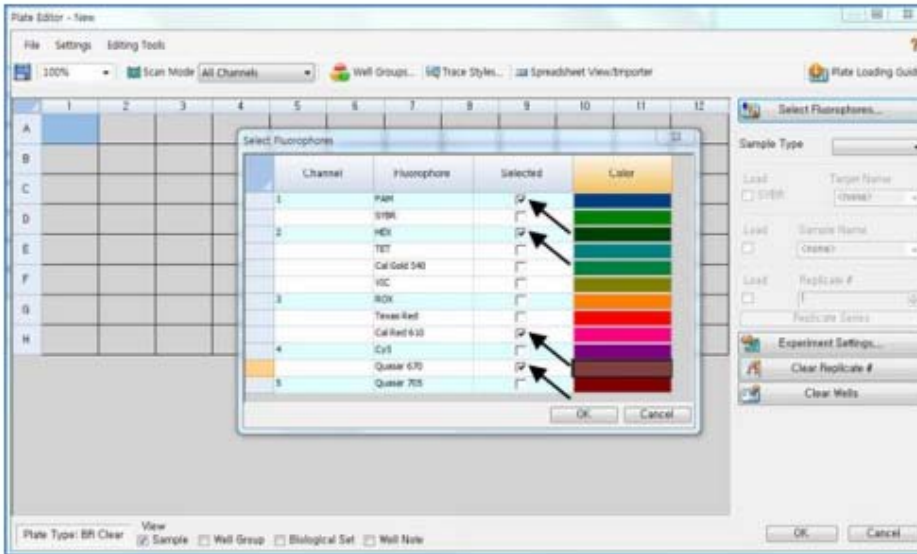 Plate Editor - New
File Settings Editing Tools
100% Scan Mode All Channels Well Groups... Trace Styles... Spreadsheet View/Importer Plate Loading Guid
1 2 3 4 5 6 7 8 9 10 11 12
A
B
C
D
E
F
G
H
Select Fluorophores
Channel Fluorophore Selected Color
1 FAM
SYBR
2 HEX
TET
Cal Gold 540
VIC
3 ROX
Texas Red
Cal Red 610
4 Cy5
Quasar 670
5 Quasar 705
OK Cancel
Select Fluorophores...
Sample Type
Load Target Name
SYBR <none>
Load Sample Name
<none>
Load Replicate #
1
Replicate Series
Experiment Settings...
Clear Replicate #
Clear Wells
Plate Type: BR Clear View
Sample Well Group Biological Set Well Note
OK Cancel